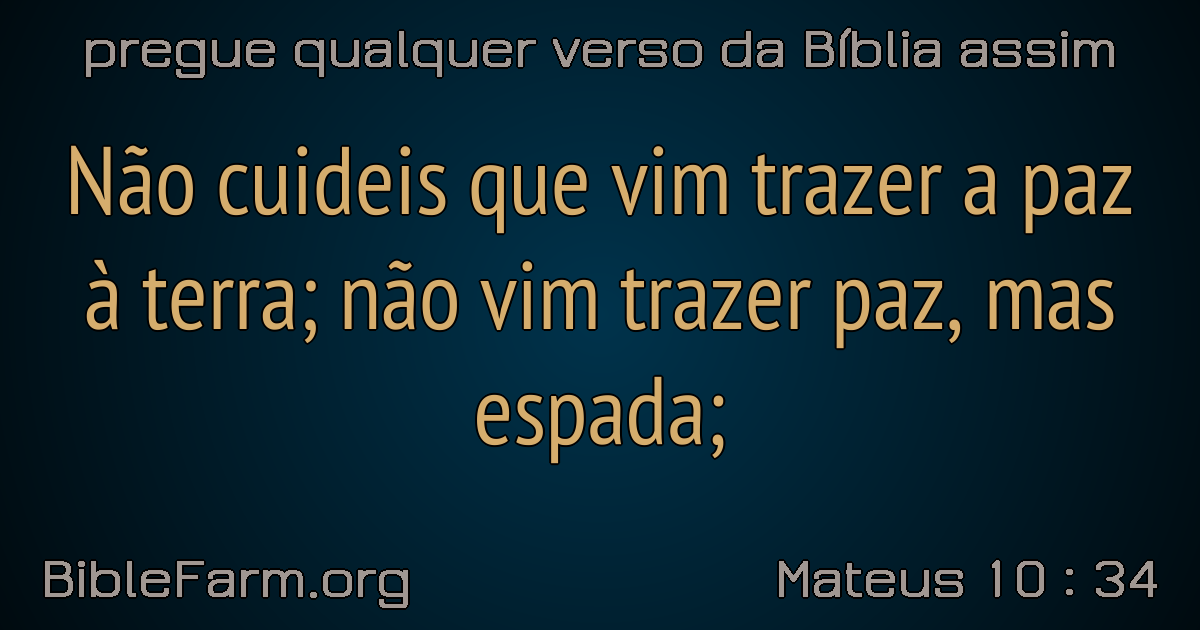 pregue qualquer verso da Bíblia assim
Não cuideis que vim trazer a paz
à terra; não vim trazer paz, mas
espada;
BibleFarm.org
Mateus 10 : 34